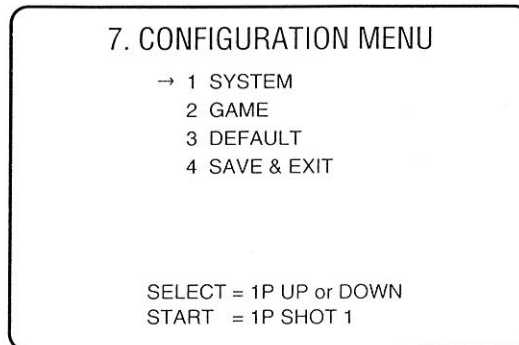 7. CONFIGURATION MENU
→ 1 SYSTEM
2 GAME
3 DEFAULT
4 SAVE & EXIT
SELECT = 1P UP or DOWN
START = 1P SHOT 1